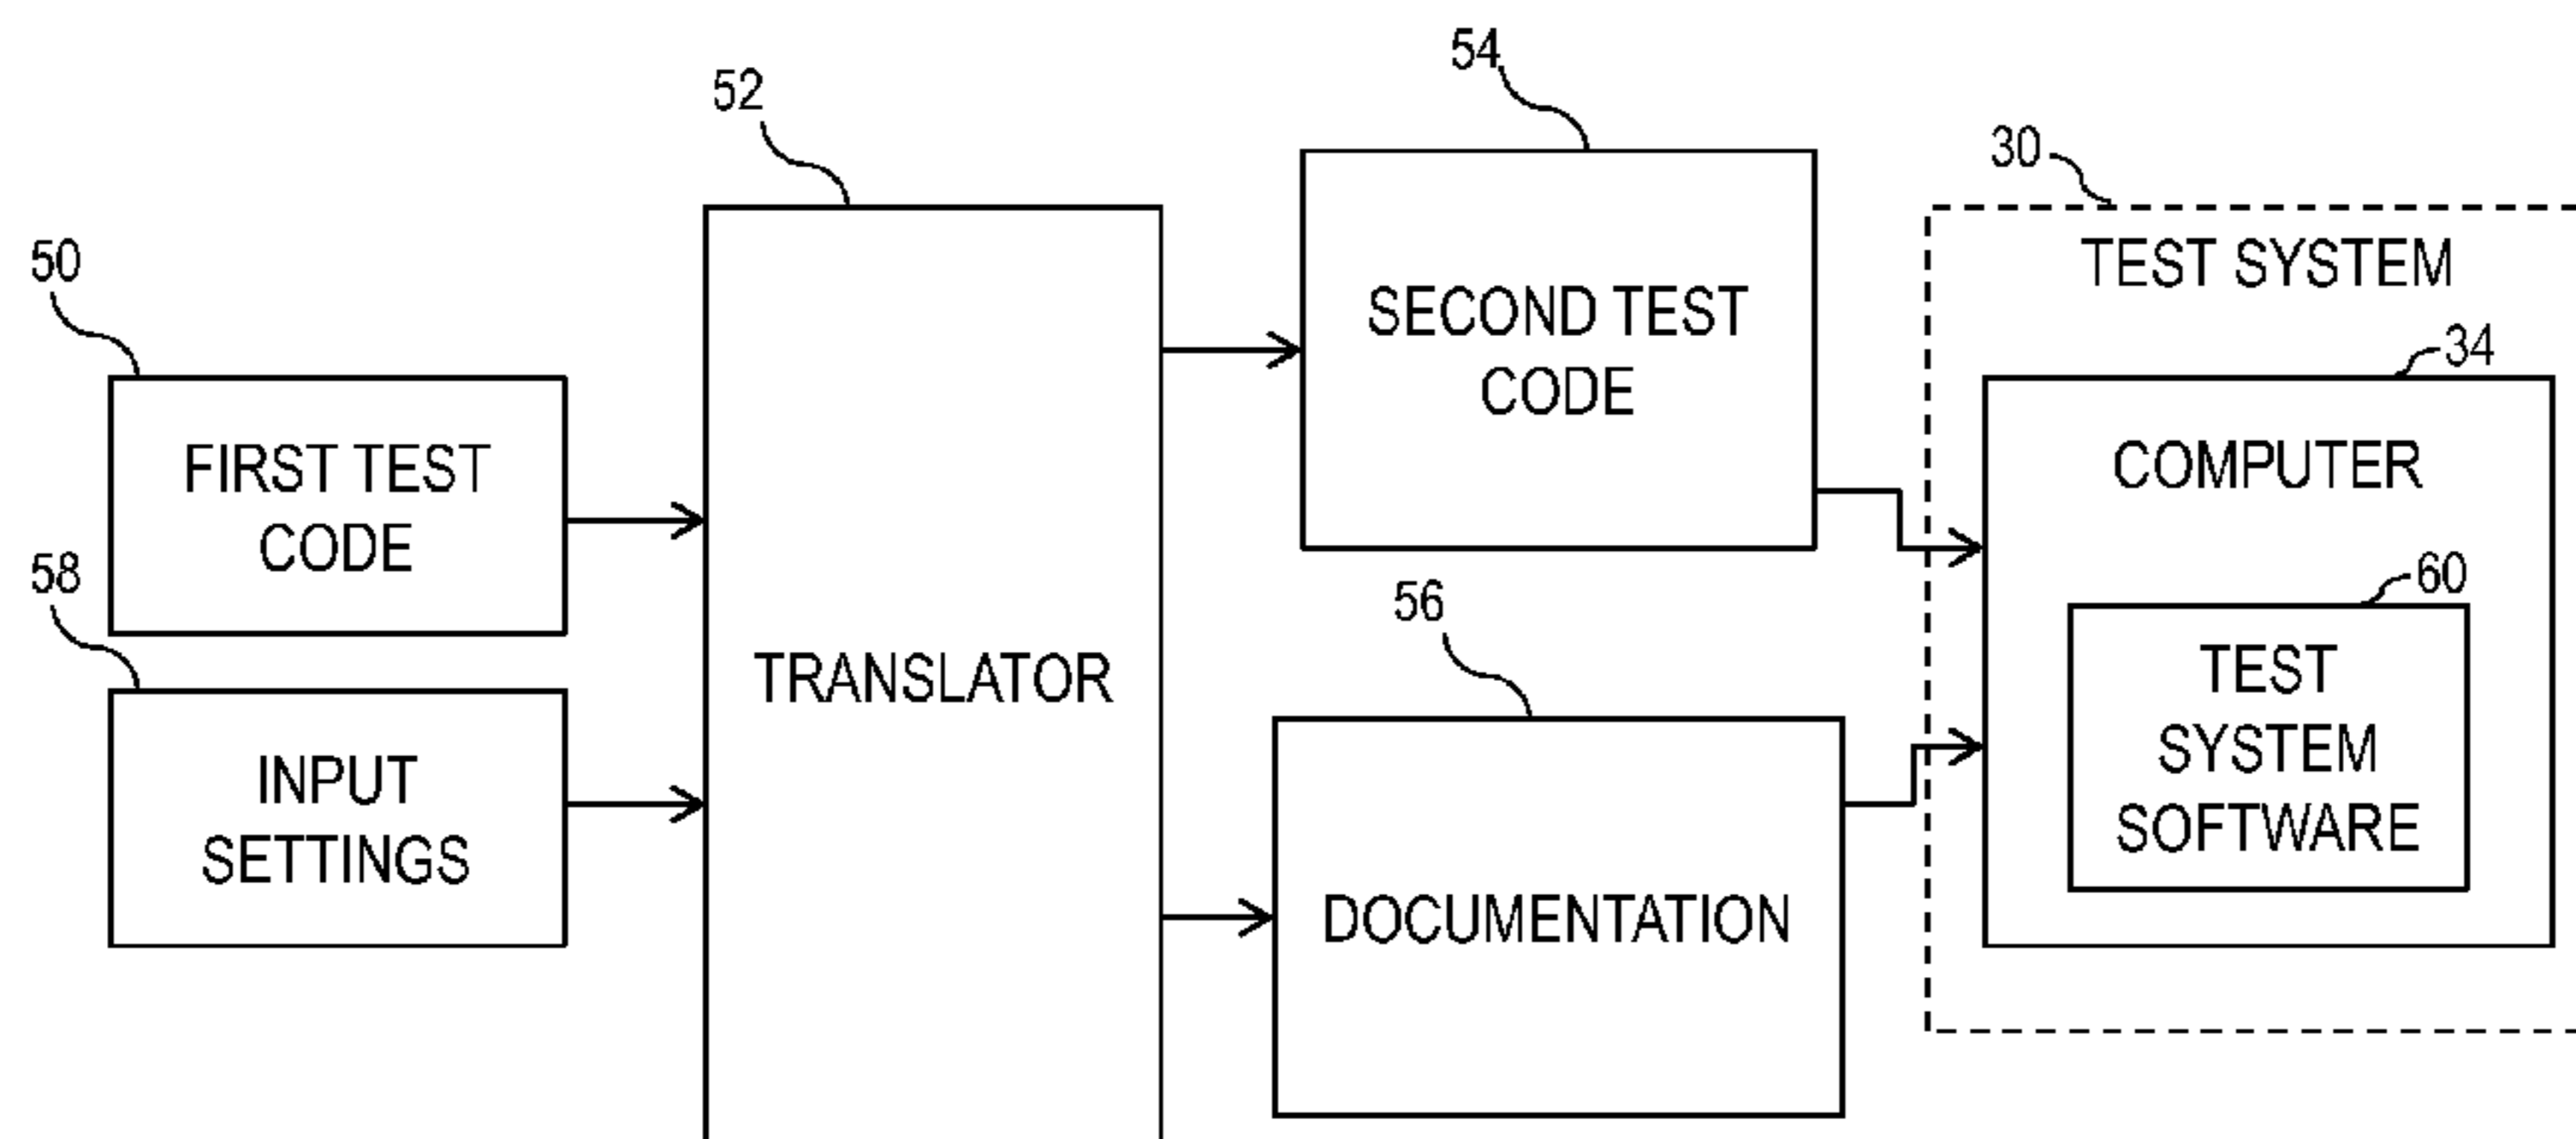 54
52
30
TEST SYSTEM
50
SECOND TEST
CODE
34
FIRST TEST
CODE
COMPUTER
58
56
60
TRANSLATOR
TEST
SYSTEM
SOFTWARE
INPUT
SETTINGS
DOCUMENTATION